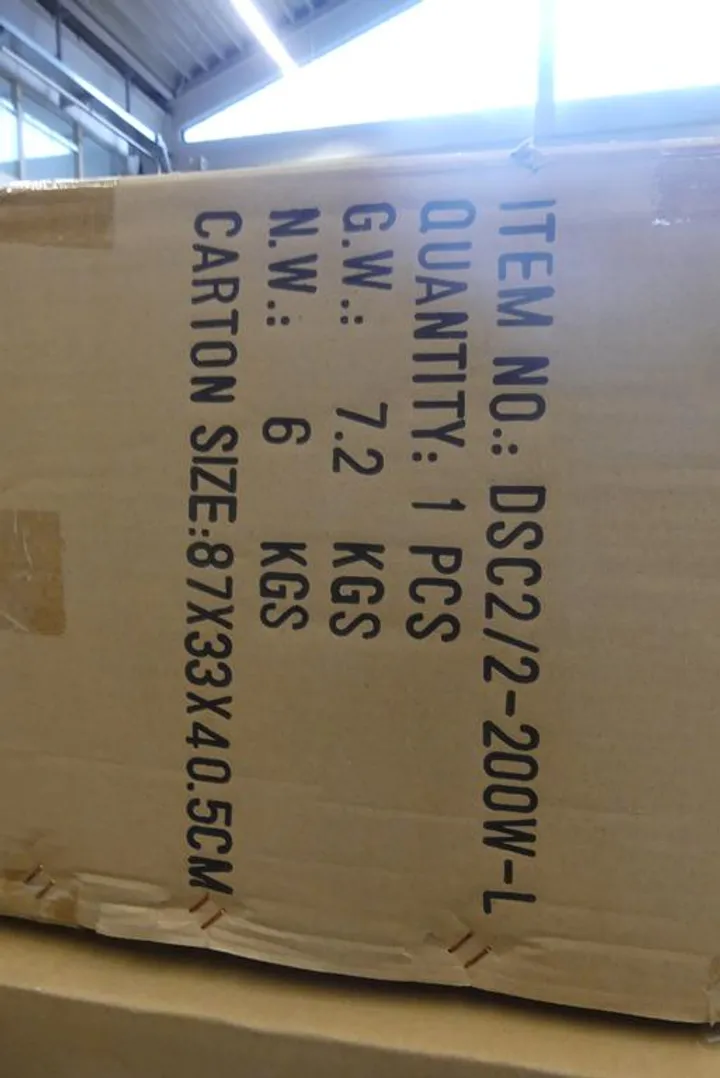 ITEM NO.: DSC2/2-200W-L
QUANTITY: 1 PCS
G.W.: 7.2 KGS
N.W.: 6 KGS
CARTON SIZE:87X33X40.5CM